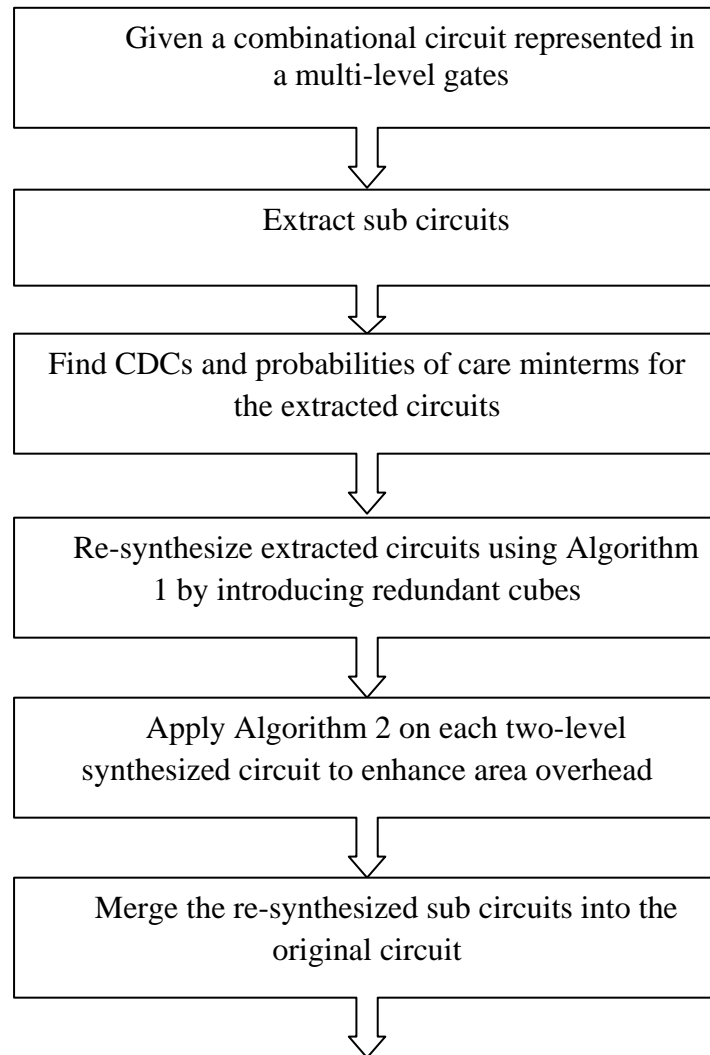 Given a combinational circuit represented in
a multi-level gates
Extract sub circuits
Find CDCs and probabilities of care minterms for
the extracted circuits
Re-synthesize extracted circuits using Algorithm
1 by introducing redundant cubes
Apply Algorithm 2 on each two-level
synthesized circuit to enhance area overhead
Merge the re-synthesized sub circuits into the
original circuit